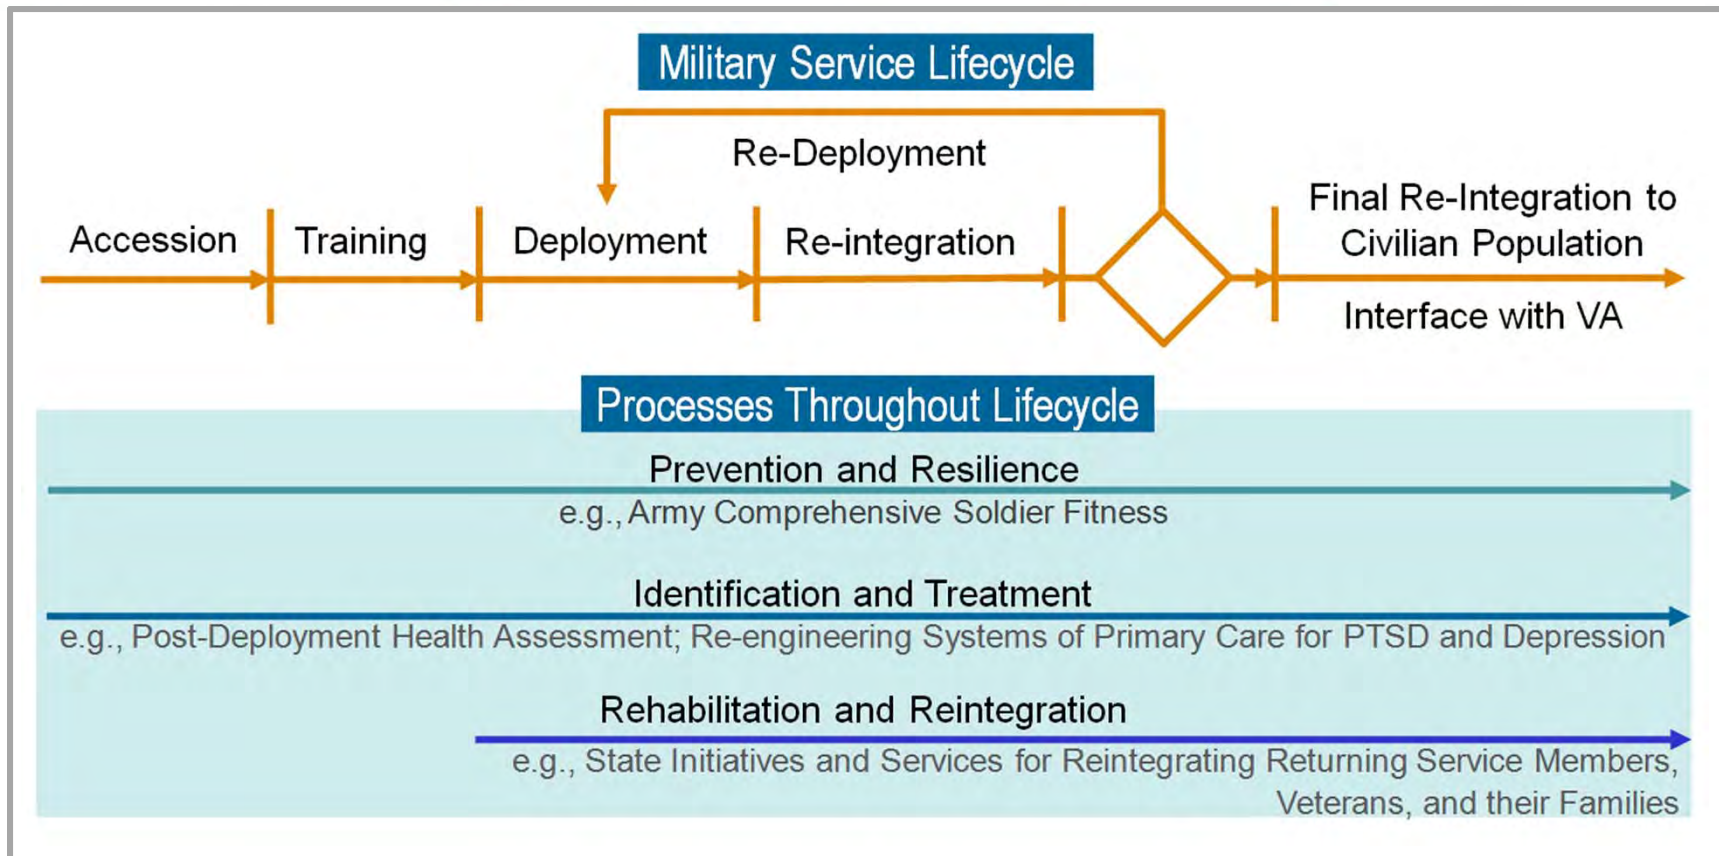 Military Service Lifecycle
Re-Deployment
Accession
Training
Deployment
Re-integration
Final Re-Integration to
Civilian Population
Interface with VA
Processes Throughout Lifecycle
Prevention and Resilience
e.g., Army Comprehensive Soldier Fitness
Identification and Treatment
e.g., Post-Deployment Health Assessment; Re-engineering Systems of Primary Care for PTSD and Depression
Rehabilitation and Reintegration
e.g., State Initiatives and Services for Reintegrating Returning Service Members,
Veterans, and their Families